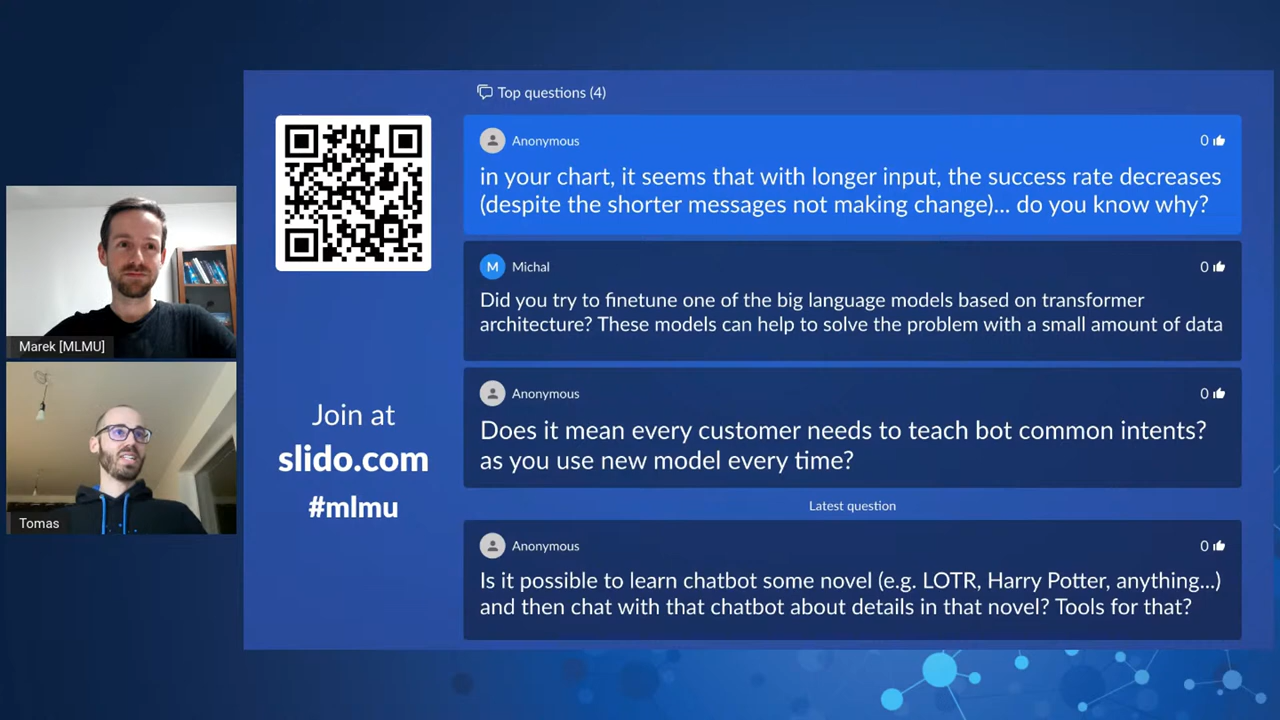 Top questions (4)
Anonymous
0
in your chart, it seems that with longer input, the success rate decreases
(despite the shorter messages not making change)... do you know why?
M
Michal
0
Did you try to finetune one of the big language models based on transformer
architecture? These models can help to solve the problem with a small amount of data
Anonymous
0
Does it mean every customer needs to teach bot common intents?
as you use new model every time?
Latest question
Anonymous
0
Is it possible to learn chatbot some novel (e.g. LOTR, Harry Potter, anything...)
and then chat with that chatbot about details in that novel? Tools for that?
Join at
slido.com
#mlmu
Marek [MLMU]
Tomas